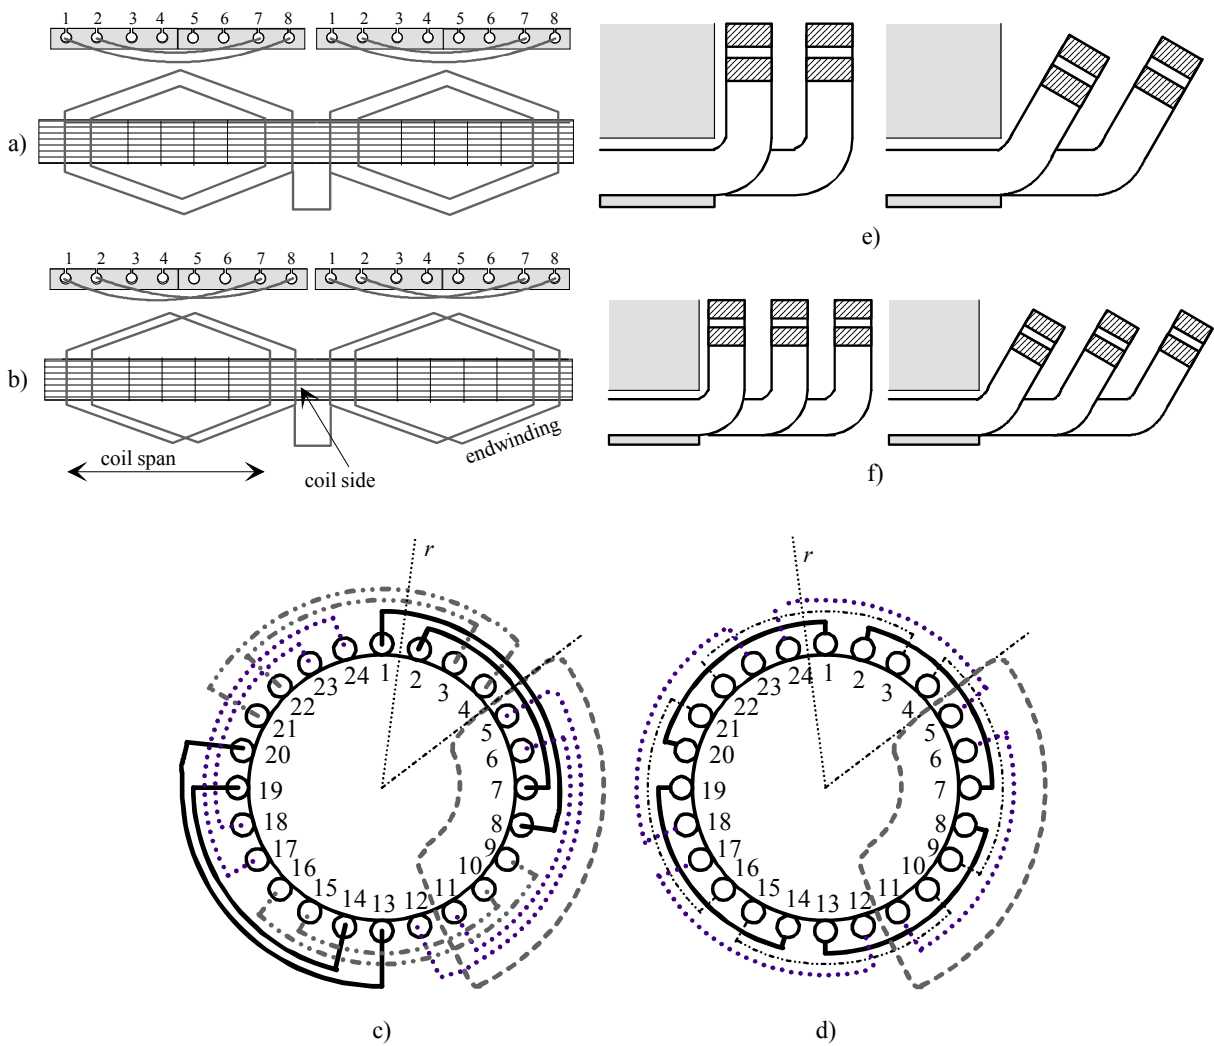 1 2 3 4 5 6 7 8 1 2 3 4 5 6 7 8
a)
e)
1 2 3 4 5 6 7 8 1 2 3 4 5 6 7 8
b)
coil span
coil side
endwinding
f)
r
1 2 3 4 5 6 7 8 9 10 11 12 13 14 15 16 17 18 19 20 21 22 23 24
c)
r
1 2 3 4 5 6 7 8 9 10 11 12 13 14 15 16 17 18 19 20 21 22 23 24
d)